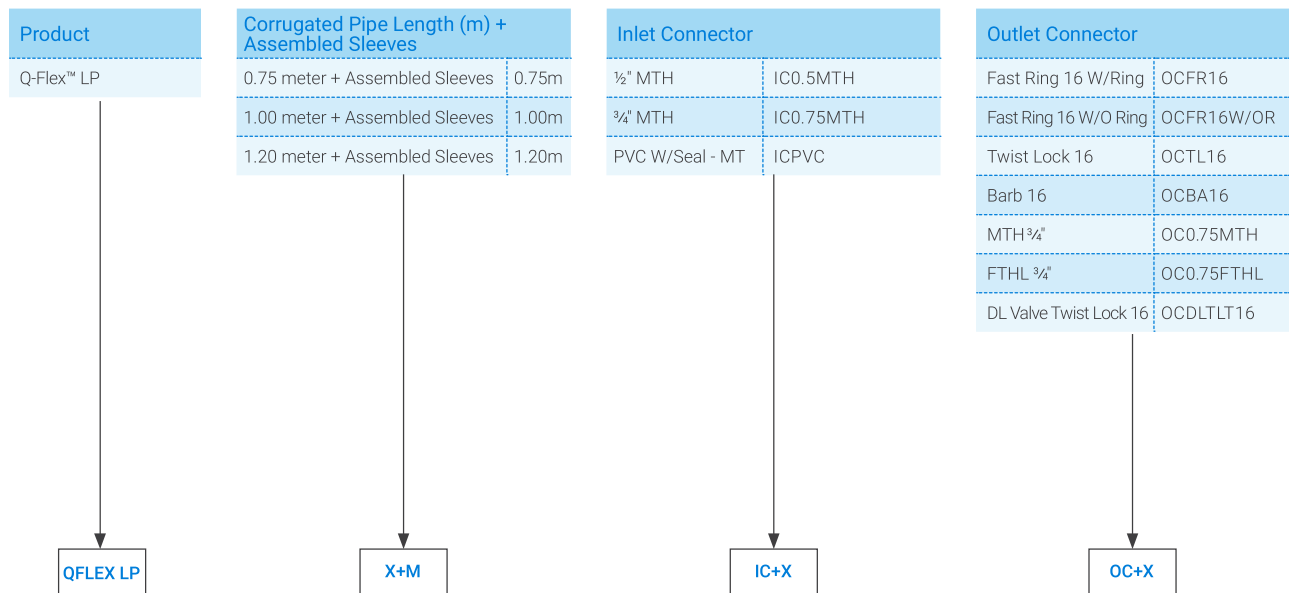 Product
Q-Flex™ LP
Corrugated Pipe Length (m) +
Assembled Sleeves
0.75 meter + Assembled Sleeves 0.75m
1.00 meter + Assembled Sleeves 1.00m
1.20 meter + Assembled Sleeves 1.20m
Inlet Connector
½" MTH IC0.5MTH
¾" MTH IC0.75MTH
PVC W/Seal - MT ICPVC
Outlet Connector
Fast Ring 16 W/Ring OCFR16
Fast Ring 16 W/O Ring OCFR16W/OR
Twist Lock 16 OCTL16
Barb 16 OCBA16
MTH ¾" OC0.75MTH
FTHL ¾" OC0.75FTHL
DL Valve Twist Lock 16 OCDLTLT16
QFLEX LP
X+M
IC+X
OC+X